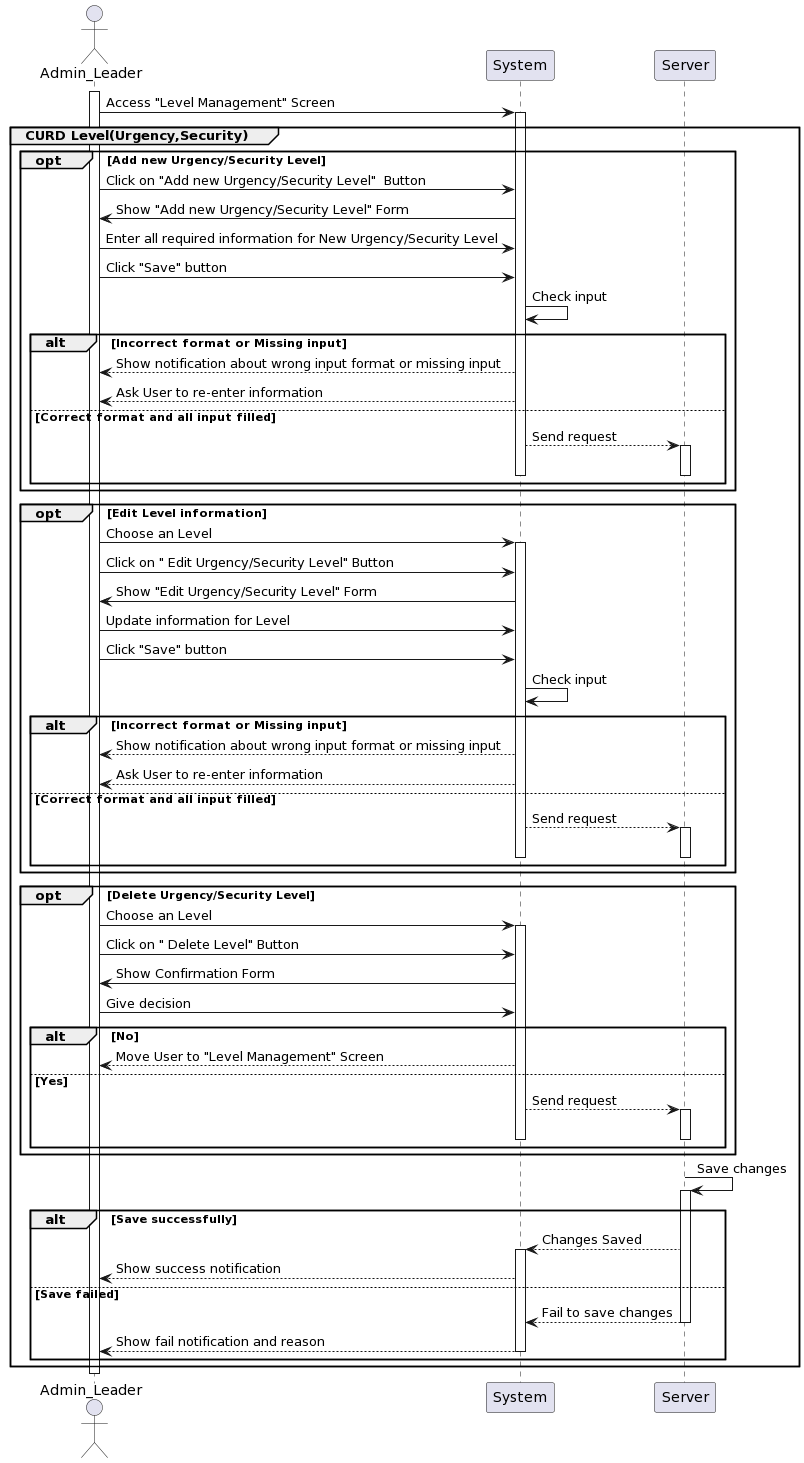 Admin_Leader
System
Server
Access "Level Management" Screen
CURD Level(Urgency,Security)
opt
[Add new Urgency/Security Level]
Click on "Add new Urgency/Security Level"  Button
Show "Add new Urgency/Security Level" Form
Enter all required information for New Urgency/Security Level
Click "Save" button
Check input
alt
[Incorrect format or Missing input]
Show notification about wrong input format or missing input
Ask User to re-enter information
[Correct format and all input filled]
Send request
opt
[Edit Level information]
Choose an Level
Click on " Edit Urgency/Security Level" Button
Show "Edit Urgency/Security Level" Form
Update information for Level
Click "Save" button
Check input
alt
[Incorrect format or Missing input]
Show notification about wrong input format or missing input
Ask User to re-enter information
[Correct format and all input filled]
Send request
opt
[Delete Urgency/Security Level]
Choose an Level
Click on " Delete Level" Button
Show Confirmation Form
Give decision
alt
[No]
Move User to "Level Management" Screen
[Yes]
Send request
Save changes
alt
[Save successfully]
Changes Saved
Show success notification
[Save failed]
Fail to save changes
Show fail notification and reason
Admin_Leader
System
Server